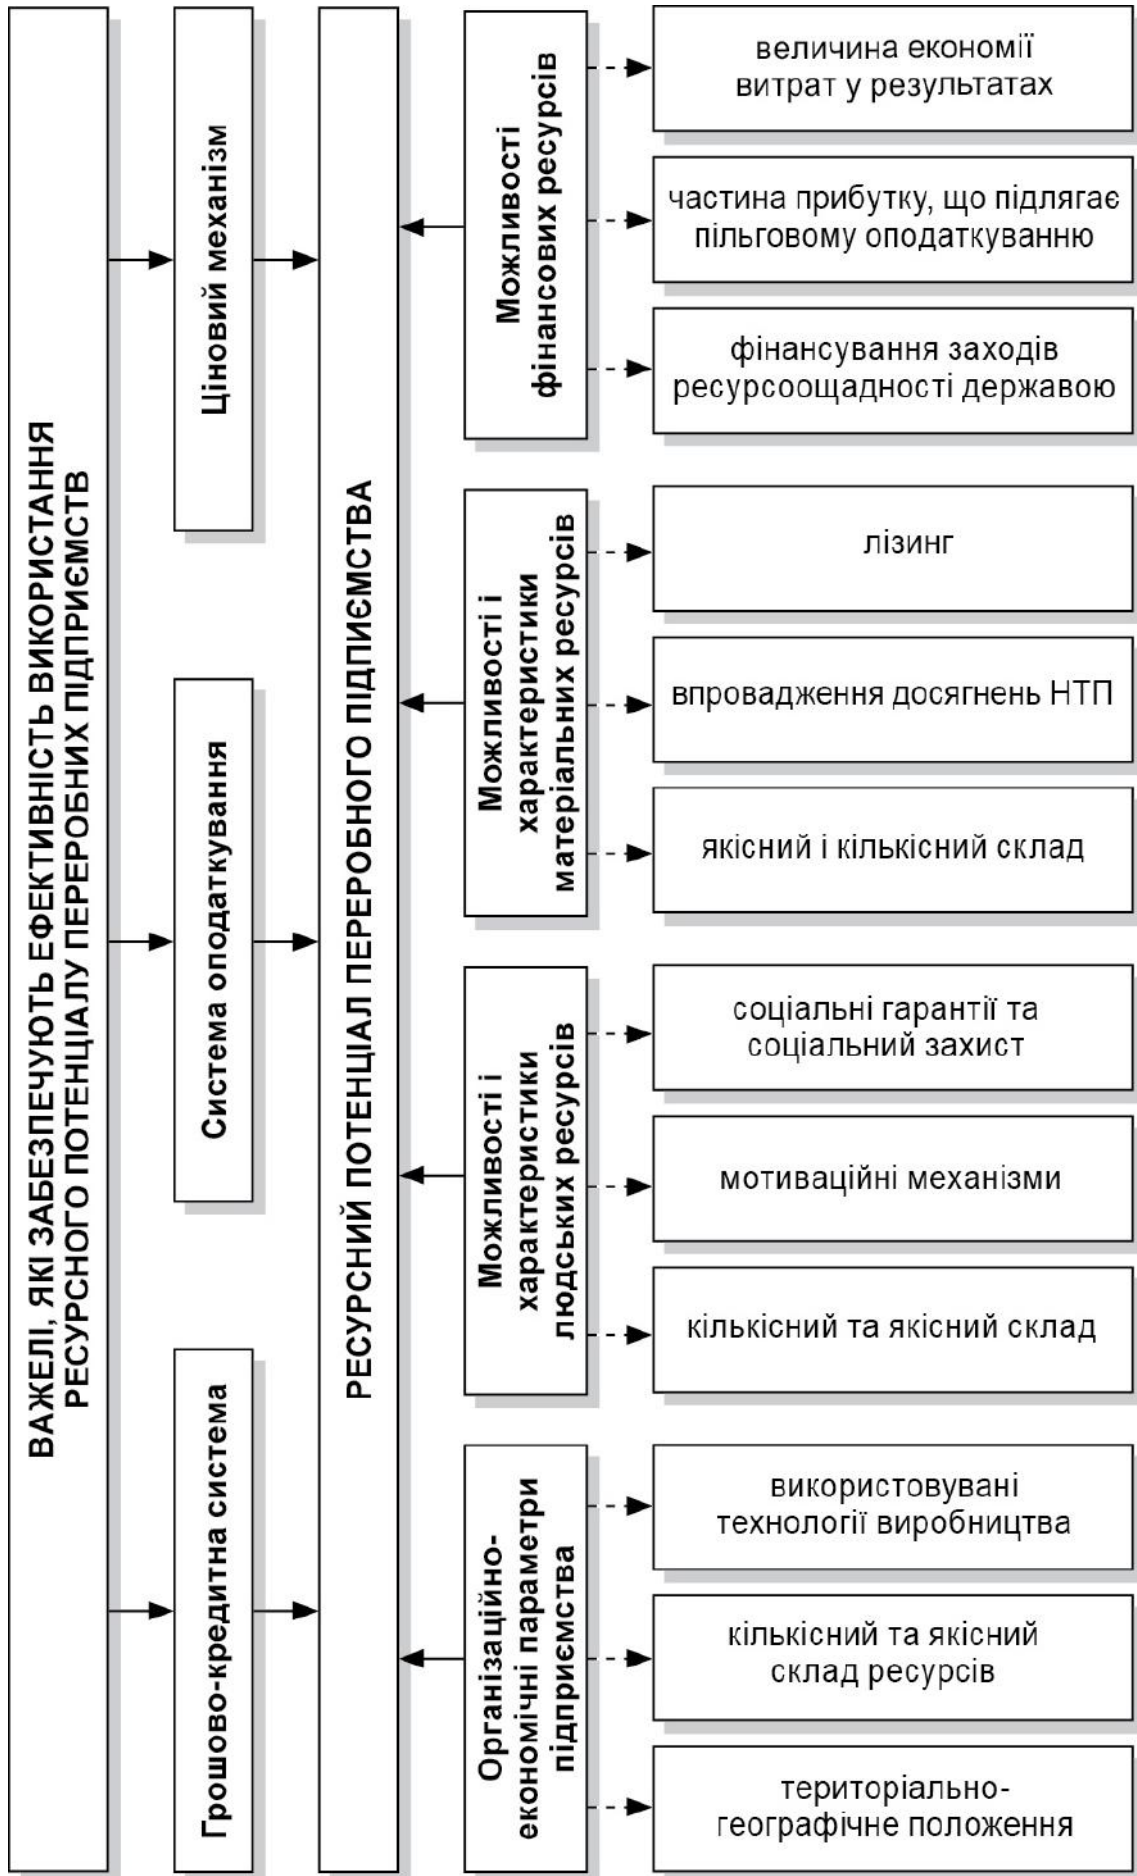 ВАЖЕЛІ, ЯКІ ЗАБЕЗПЕЧУЮТЬ ЕФЕКТИВНІСТЬ ВИКОРИСТАННЯ
РЕСУРСНОГО ПОТЕНЦІАЛУ ПЕРЕРОБНИХ ПІДПРИЄМСТВ
Грошово-кредитна система
Система оподаткування
Ціновий механізм
РЕСУРСНИЙ ПОТЕНЦІАЛ ПЕРЕРОБНОГО ПІДПИЄМСТВА
Можливості
фінансових ресурсів
величина економії
витрат у результатах
частина прибутку, що підлягає
пільговому оподаткуванню
фінансування заходів
ресурсоощадності державою
Можливості і
характеристики
матеріальних ресурсів
лізинг
впровадження досягнень НТП
якісний і кількісний склад
Можливості і
характеристики
людських ресурсів
соціальні гарантії та
соціальний захист
мотиваційні механізми
кількісний та якісний склад
Організаційно-
економічні параметри
підприємства
використовувані
технології виробництва
кількісний та якісний
склад ресурсів
територіально-
географічне положення